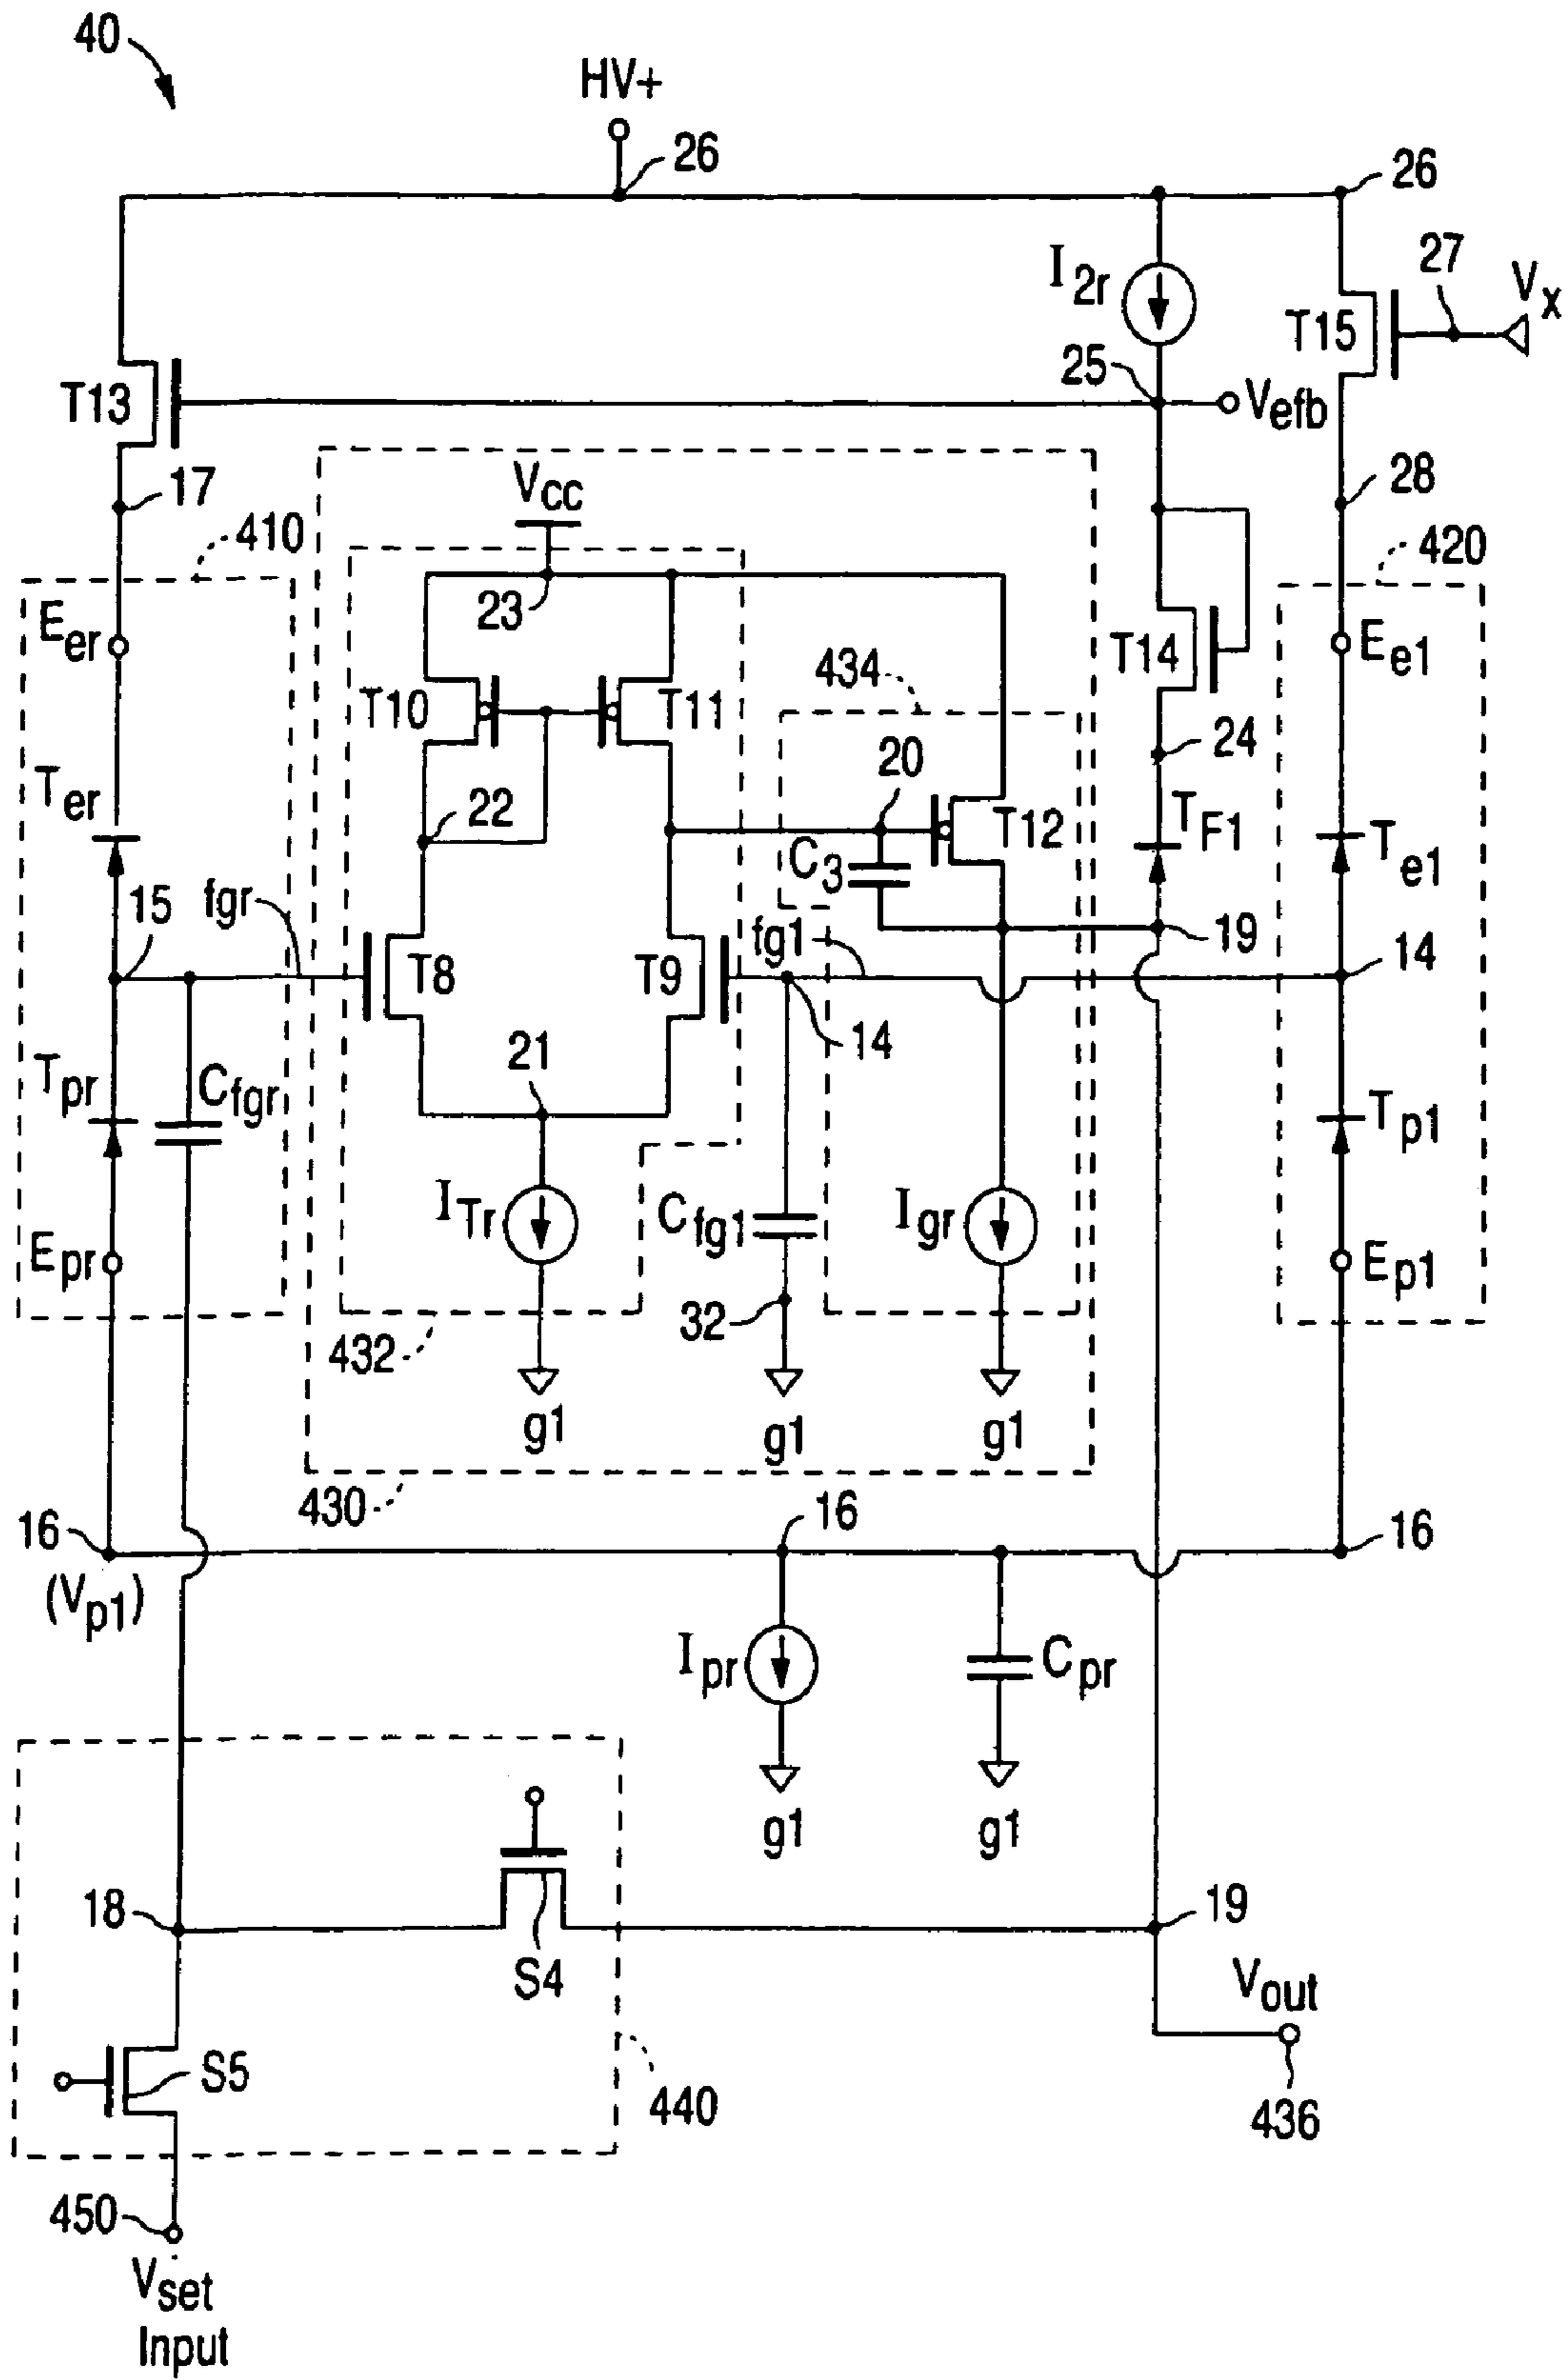 40
HV+
26
26
I2r
27
Vx
T15
25
T13
Vefb
17
Vcc
28
410
420
23
Eer
T14
Ee1
434
T10
T11
24
Ter
20
22
T12
TF1
C3
Te1
15
fgr
fg1
19
T8
T9
14
14
21
Tpr
Cfgr
Tp1
ITr
Cfg1
Igr
Epr
Ep1
32
432
g1
g1
g1
430
16
16
16
(Vp1)
Ipr
Cpr
g1
g1
18
19
S4
Vout
S5
440
436
450
Vset
Input